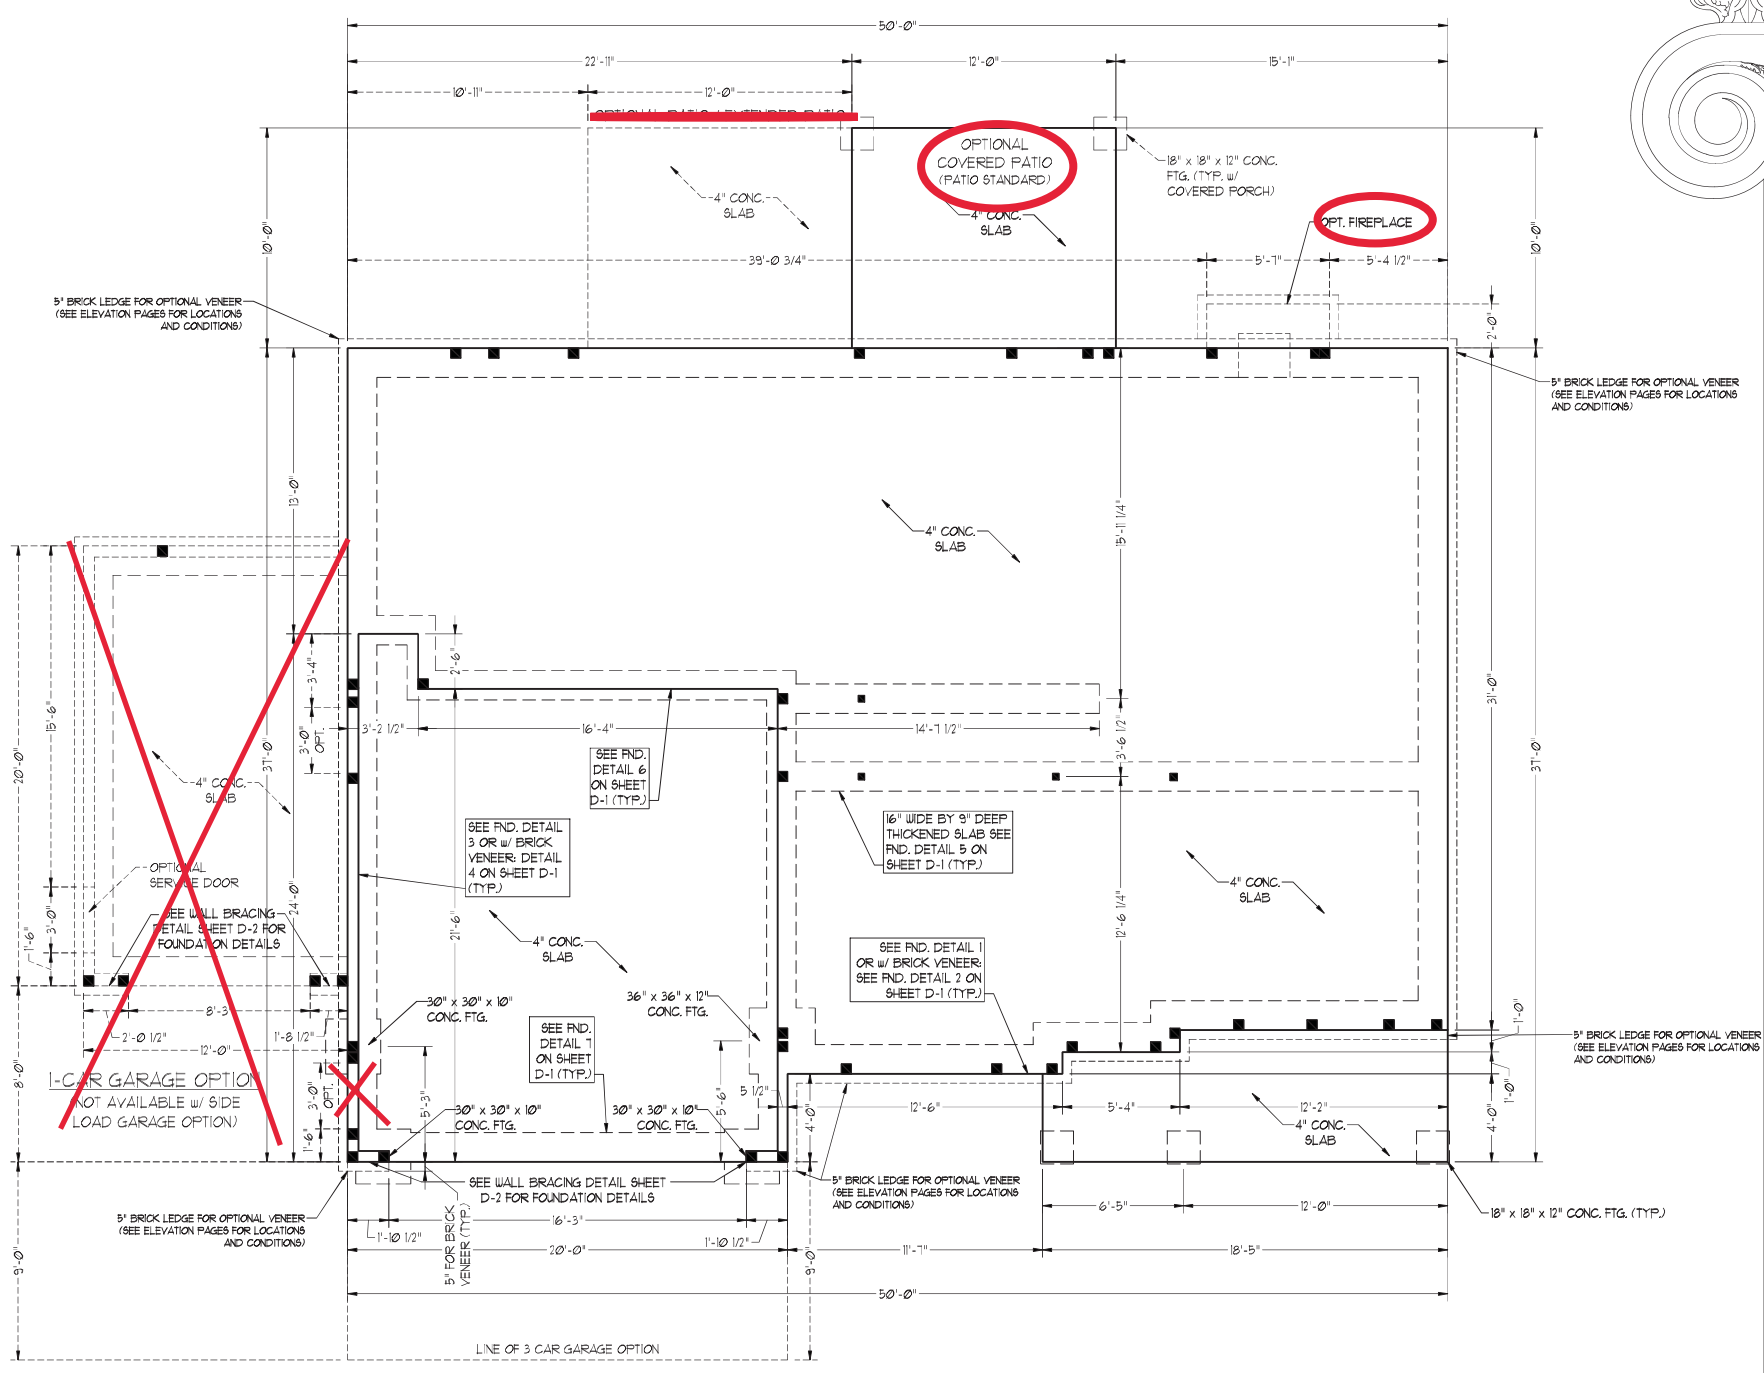 50'-0"
22'-11"
12'-0"
15'-1"
10'-11"
12'-0"
OPTIONAL
COVERED PATIO
(PATIO STANDARD)
18" x 18" x 12" CONC.
FTG. (TYP. w/
COVERED PORCH)
4" CONC.
SLAB
4" CONC.
SLAB
OPT. FIREPLACE
10'-0"
10'-0"
39'-0 3/4"
5'-7"
5'-4 1/2"
2'-0"
5" BRICK LEDGE FOR OPTIONAL VENEER
(SEE ELEVATION PAGES FOR LOCATIONS
AND CONDITIONS)
5" BRICK LEDGE FOR OPTIONAL VENEER
(SEE ELEVATION PAGES FOR LOCATIONS
AND CONDITIONS)
13'-0"
4" CONC.
SLAB
15'-11 1/4"
2'-6"
3'-4"
3'-0"
OPT.
15'-6"
20'-0"
37'-0"
31'-0"
37'-0"
3'-2 1/2"
16'-4"
14'-7 1/2"
3'-6 1/2"
SEE FND.
DETAIL 6
ON SHEET
D-1 (TYP.)
4" CONC.
SLAB
SEE FND. DETAIL
3 OR w/ BRICK
VENEER: DETAIL
4 ON SHEET D-1
(TYP.)
16" WIDE BY 9" DEEP
THICKENED SLAB SEE
FND. DETAIL 5 ON
SHEET D-1 (TYP.)
OPTIONAL
SERVICE DOOR
4" CONC.
SLAB
24'-0"
21'-6"
12'-6 1/4"
3'-0"
1'-6"
SEE WALL BRACING
DETAIL SHEET D-2 FOR
FOUNDATION DETAILS
4" CONC.
SLAB
SEE FND. DETAIL 1
OR w/ BRICK VENEER:
SEE FND. DETAIL 2 ON
SHEET D-1 (TYP.)
30" x 30" x 10"
CONC. FTG.
36" x 36" x 12"
CONC. FTG.
8'-3"
2'-0 1/2"
1'-8 1/2"
12'-0"
SEE FND.
DETAIL 7
ON SHEET
D-1 (TYP.)
1'-0"
5" BRICK LEDGE FOR OPTIONAL VENEER
(SEE ELEVATION PAGES FOR LOCATIONS
AND CONDITIONS)
1-CAR GARAGE OPTION
(NOT AVAILABLE w/ SIDE
LOAD GARAGE OPTION)
8'-0"
3'-0"
OPT.
1'-6"
5'-3"
30" x 30" x 10"
CONC. FTG.
30" x 30" x 10"
CONC. FTG.
5'-6"
5 1/2"
4'-0"
12'-6"
5'-4"
12'-2"
1'-0"
4'-0"
4" CONC.
SLAB
SEE WALL BRACING DETAIL SHEET
D-2 FOR FOUNDATION DETAILS
5" BRICK LEDGE FOR OPTIONAL VENEER
(SEE ELEVATION PAGES FOR LOCATIONS
AND CONDITIONS)
6'-5"
12'-0"
18" x 18" x 12" CONC. FTG. (TYP.)
5" BRICK LEDGE FOR OPTIONAL VENEER
(SEE ELEVATION PAGES FOR LOCATIONS
AND CONDITIONS)
16'-3"
1'-10 1/2"
1'-10 1/2"
5" FOR BRICK
VENEER (TYP.)
20'-0"
11'-7"
18'-5"
9'-0"
9'-0"
50'-0"
LINE OF 3 CAR GARAGE OPTION